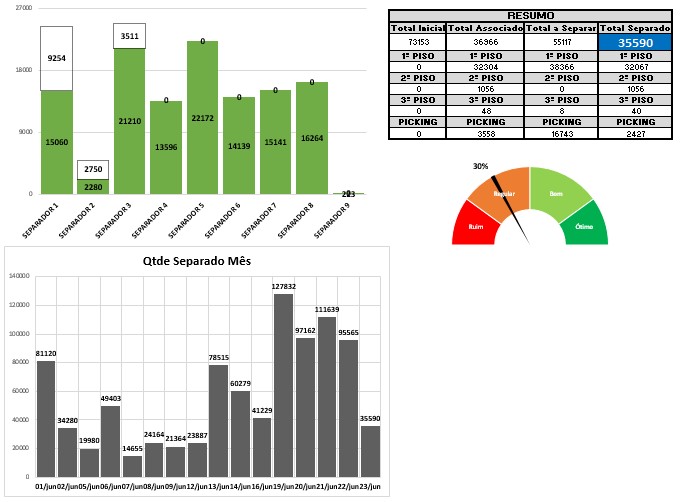 27000
18000
9000
0
9254
15060
2750
2280
3511
21210
0
13596
0
22172
0
14139
0
15141
0
16264
SEPARADOR 1
SEPARADOR 2
SEPARADOR 3
SEPARADOR 4
SEPARADOR 5
SEPARADOR 6
SEPARADOR 7
SEPARADOR 8
SEPARADOR 9
RESUMO
Total Inicial Total Associado Total a Separar Total Separado
73153 36966 55117 35590
1º PISO 1º PISO 1º PISO 1º PISO
0 32304 38366 32067
2º PISO 2º PISO 2º PISO 2º PISO
0 1056 0 1056
3º PISO 3º PISO 3º PISO 3º PISO
0 48 8 40
PICKING PICKING PICKING PICKING
0 3558 16743 2427
30%
Ruim
Regular
Bom
Ótimo
Qtde Separado Mês
140000
120000
100000
80000
60000
40000
20000
0
81120
34280
19980
49403
14655
24164
21364
23887
78515
60279
41229
127832
97162
111639
95565
35590
01/jun 02/jun 05/jun 06/jun 07/jun 08/jun 09/jun 12/jun 13/jun 14/jun 16/jun 19/jun 20/jun 21/jun 22/jun 23/jun